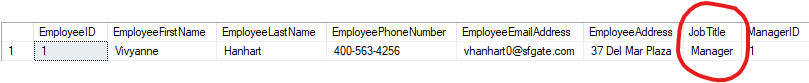 EmployeeID EmployeeFirstName EmployeeLastName EmployeePhoneNumber EmployeeEmailAddress EmployeeAddress JobTitle ManagerID
1 1 Vivyanne Hanhart 400-563-4256 vhanhart0@sfgate.com 37 Del Mar Plaza Manager 1